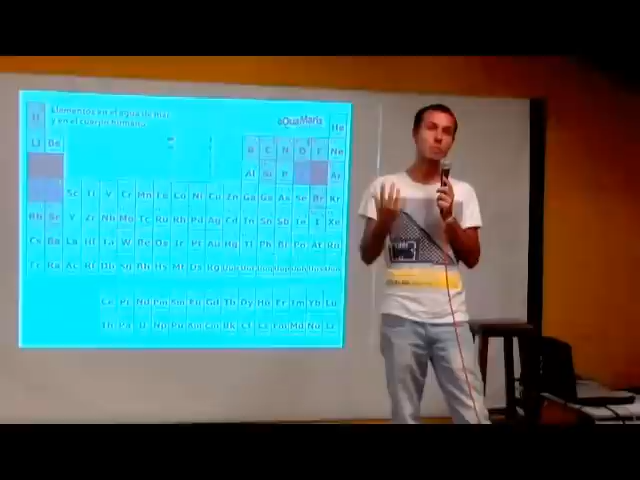 Elementos en el agua de mar
y en el cuerpo humano
aQuaMaris
H He
Li Be B C N O F Ne
Al Si P Ar
Sc Ti V Cr Mn Fe Co Ni Cu Zn Ga Ge As Se Br Kr
Rb Sr Y Zr Nb Mo Tc Ru Rh Pd Ag Cd In Sn Sb Te I Xe
Cs Ba La Hf Ta W Re Os Ir Pt Au Hg Tl Pb Bi Po At Rn
Fr Ra Ac Rf Db Sg Bh Hs Mt Ds Rg
Ce Pr Nd Pm Sm Eu Gd Tb Dy Ho Er Tm Yb Lu
Th Pa U Np Pu Am Cm Bk Cf Es Fm Md No Lr